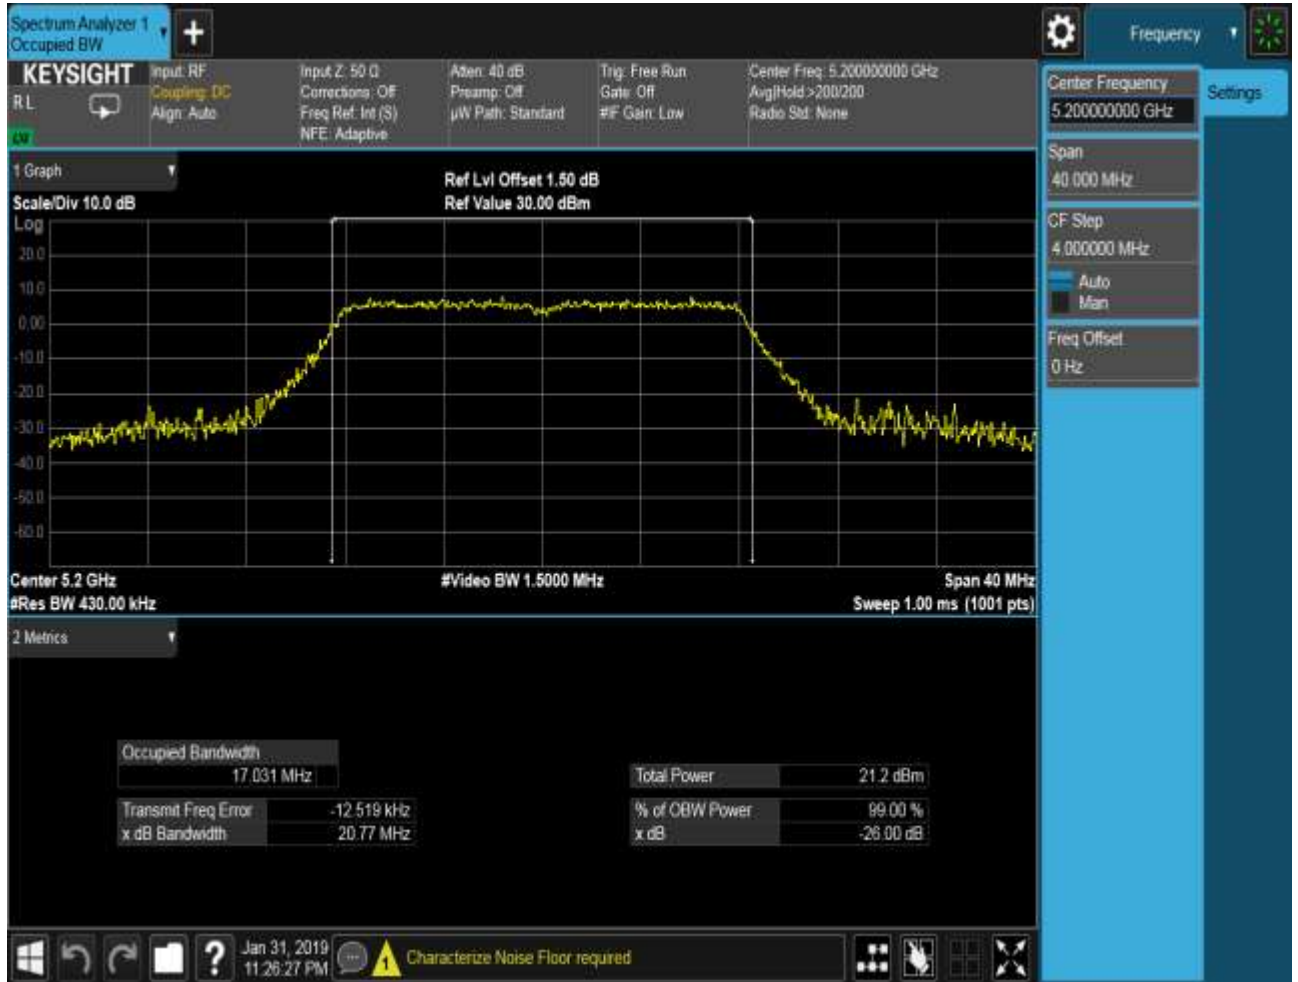 Spectrum Analyzer 1
Occupied BW
Frequency
KEYSIGHT
R L
Input: RF
Coupling: DC
Align: Auto
Input Z: 50 Ω
Corrections: Off
Freq Ref: Int (S)
NFE: Adaptive
Atten: 40 dB
Preamp: Off
µW Path: Standard
Trig: Free Run
Gate: Off
#IF Gain: Low
Center Freq: 5.200000000 GHz
Avg|Hold:>200/200
Radio Std: None
Center Frequency
5.200000000 GHz
Settings
Span
40.000 MHz
CF Step
4.000000 MHz
Auto
Man
Freq Offset
0 Hz
1 Graph
Scale/Div 10.0 dB
Ref Lvl Offset 1.50 dB
Ref Value 30.00 dBm
Log
20.0
10.0
0.00
-10.0
-20.0
-30.0
-40.0
-50.0
-60.0
Center 5.2 GHz
#Video BW 1.5000 MHz
Span 40 MHz
#Res BW 430.00 kHz
Sweep 1.00 ms (1001 pts)
2 Metrics
Occupied Bandwidth
17.031 MHz
Total Power 21.2 dBm
Transmit Freq Error -12.519 kHz
% of OBW Power 99.00 %
x dB Bandwidth 20.77 MHz
x dB -26.00 dB
?
Jan 31, 2019
11:26:27 PM
1
Characterize Noise Floor required